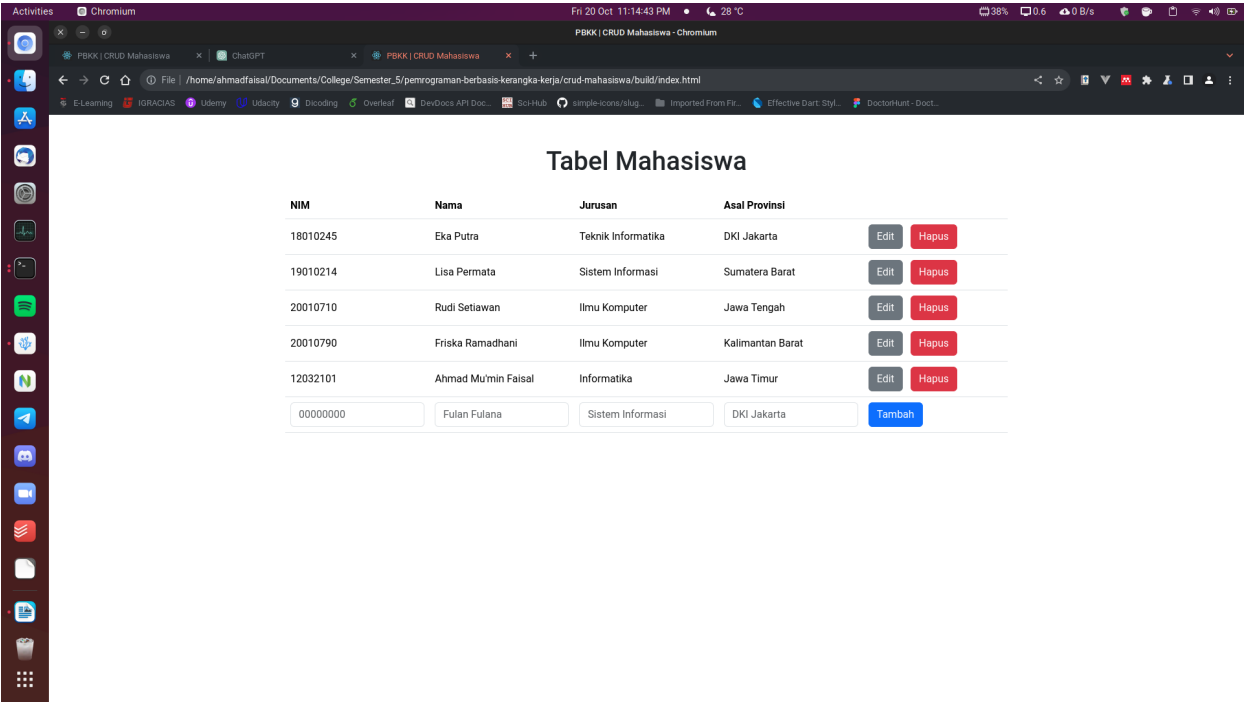 Activities Chromium Fri 20 Oct 11:14:43 PM 28 °C 38% 0.6 0 B/s
PBKK | CRUD Mahasiswa - Chromium
PBKK | CRUD Mahasiswa ChatGPT PBKK | CRUD Mahasiswa
File /home/ahmadfaisal/Documents/College/Semester_5/pemrograman-berbasis-kerangka-kerja/crud-mahasiswa/build/index.html
E-Learning IGRACIAS Udemy Udacity Dicoding Overleaf DevDocs API Doc... Sci-Hub simple-icons/slug... Imported From Fir... Effective Dart: Styl... DoctorHunt - Doct...
Tabel Mahasiswa
NIM Nama Jurusan Asal Provinsi
18010245 Eka Putra Teknik Informatika DKI Jakarta Edit Hapus
19010214 Lisa Permata Sistem Informasi Sumatera Barat Edit Hapus
20010710 Rudi Setiawan Ilmu Komputer Jawa Tengah Edit Hapus
20010790 Friska Ramadhani Ilmu Komputer Kalimantan Barat Edit Hapus
12032101 Ahmad Mu'min Faisal Informatika Jawa Timur Edit Hapus
00000000 Fulan Fulana Sistem Informasi DKI Jakarta Tambah